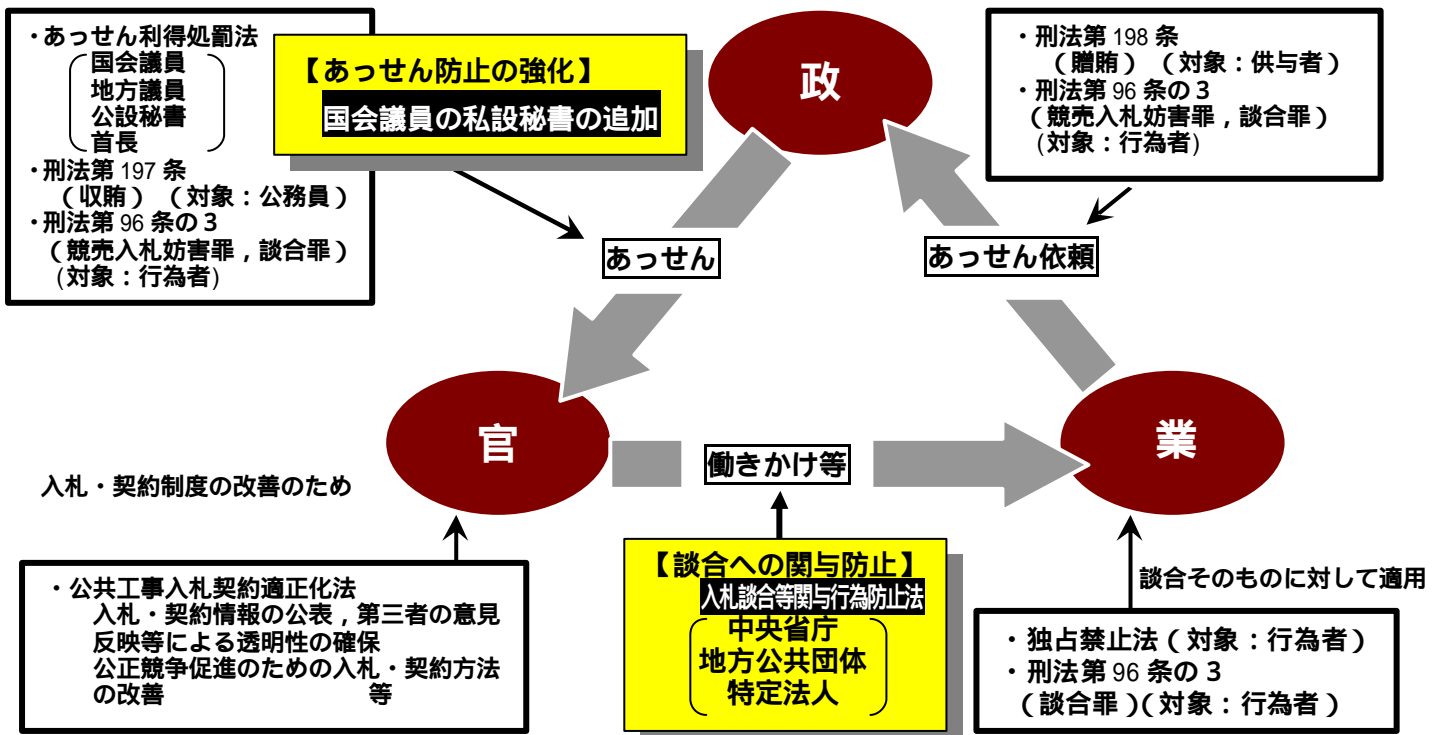 ・あっせん利得処罰法
国会議員
地方議員
公設秘書
首長
・刑法第 197 条
（収賄）（対象：公務員）
・刑法第 96 条の３
（競売入札妨害罪，談合罪）
(対象：行為者)
【あっせん防止の強化】
国会議員の私設秘書の追加
政
・刑法第 198 条
（贈賄）（対象：供与者）
・刑法第 96 条の３
（競売入札妨害罪，談合罪）
(対象：行為者)
あっせん
あっせん依頼
官
働きかけ等
業
入札・契約制度の改善のため
・公共工事入札契約適正化法
入札・契約情報の公表，第三者の意見
反映等による透明性の確保
公正競争促進のための入札・契約方法
の改善 等
【談合への関与防止】
入札談合等関与行為防止法
中央省庁
地方公共団体
特定法人
談合そのものに対して適用
・独占禁止法（対象：行為者）
・刑法第 96 条の３
（談合罪）（対象：行為者）